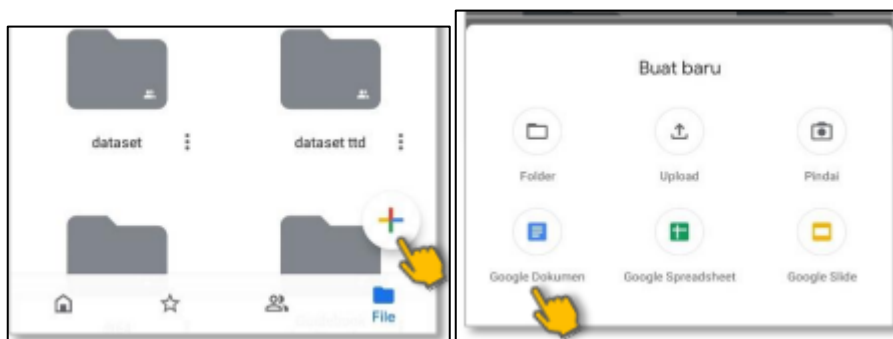 dataset
dataset ttd
File
Buat baru
Folder
Upload
Pindai
Google Dokumen
Google Spreadsheet
Google Slide